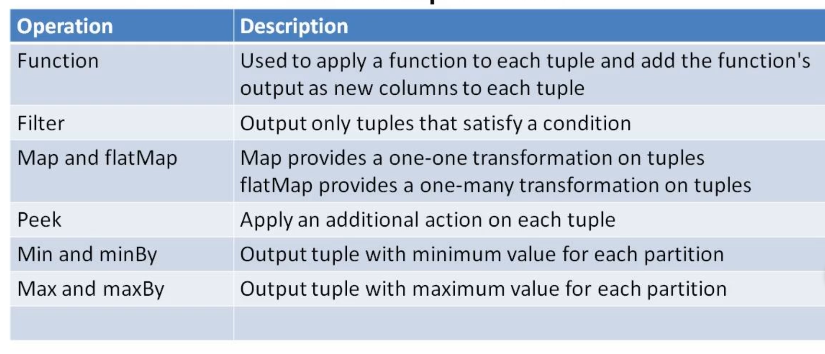 Operation Description
Function Used to apply a function to each tuple and add the function's
output as new columns to each tuple
Filter Output only tuples that satisfy a condition
Map and flatMap Map provides a one-one transformation on tuples
flatMap provides a one-many transformation on tuples
Peek Apply an additional action on each tuple
Min and minBy Output tuple with minimum value for each partition
Max and maxBy Output tuple with maximum value for each partition